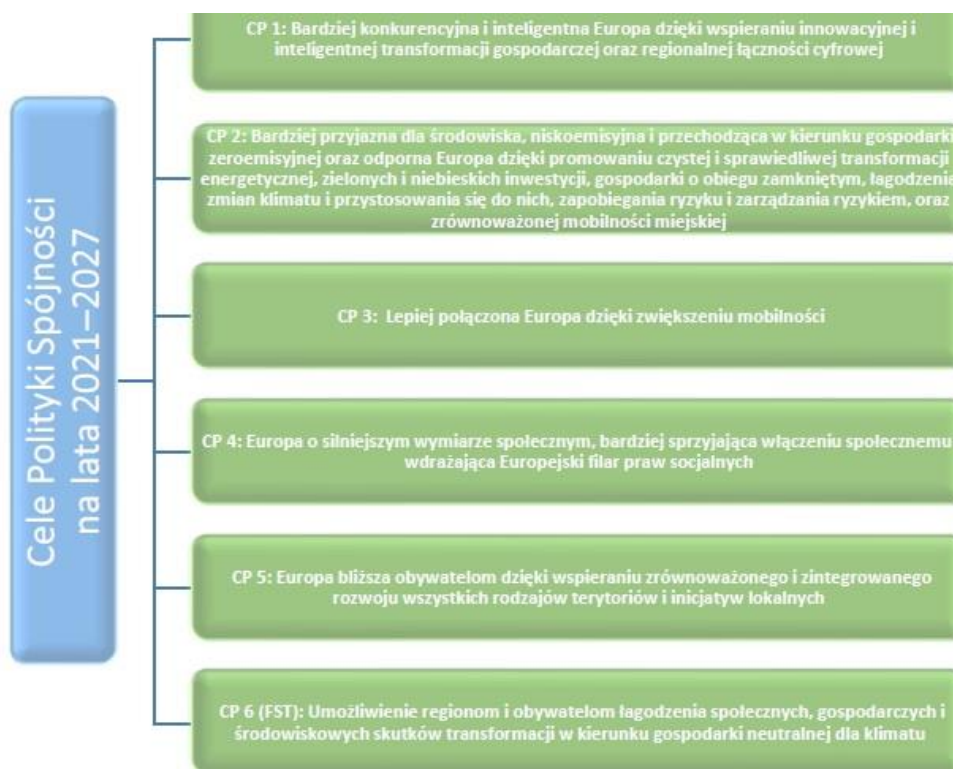 Cele Polityki Spójności
na lata 2021–2027
CP 1: Bardziej konkurencyjna i inteligentna Europa dzięki wspieraniu innowacyjnej i
inteligentnej transformacji gospodarczej oraz regionalnej łączności cyfrowej
CP 2: Bardziej przyjazna dla środowiska, niskoemisyjna i przechodząca w kierunku gospodarki
zeroemisyjnej oraz odporna Europa dzięki promowaniu czystej i sprawiedliwej transformacji
energetycznej, zielonych i niebieskich inwestycji, gospodarki o obiegu zamkniętym, łagodzenia
zmian klimatu i przystosowania się do nich, zapobiegania ryzyku i zarządzania ryzykiem, oraz
zrównoważonej mobilności miejskiej
CP 3: Lepiej połączona Europa dzięki zwiększeniu mobilności
CP 4: Europa o silniejszym wymiarze społecznym, bardziej sprzyjająca włączeniu społecznemu
wdrażająca Europejski filar praw socjalnych
CP 5: Europa bliższa obywatelom dzięki wspieraniu zrównoważonego i zintegrowanego
rozwoju wszystkich rodzajów terytoriów i inicjatyw lokalnych
CP 6 (FST): Umożliwienie regionom i obywatelom łagodzenia społecznych, gospodarczych i
środowiskowych skutków transformacji w kierunku gospodarki neutralnej dla klimatu